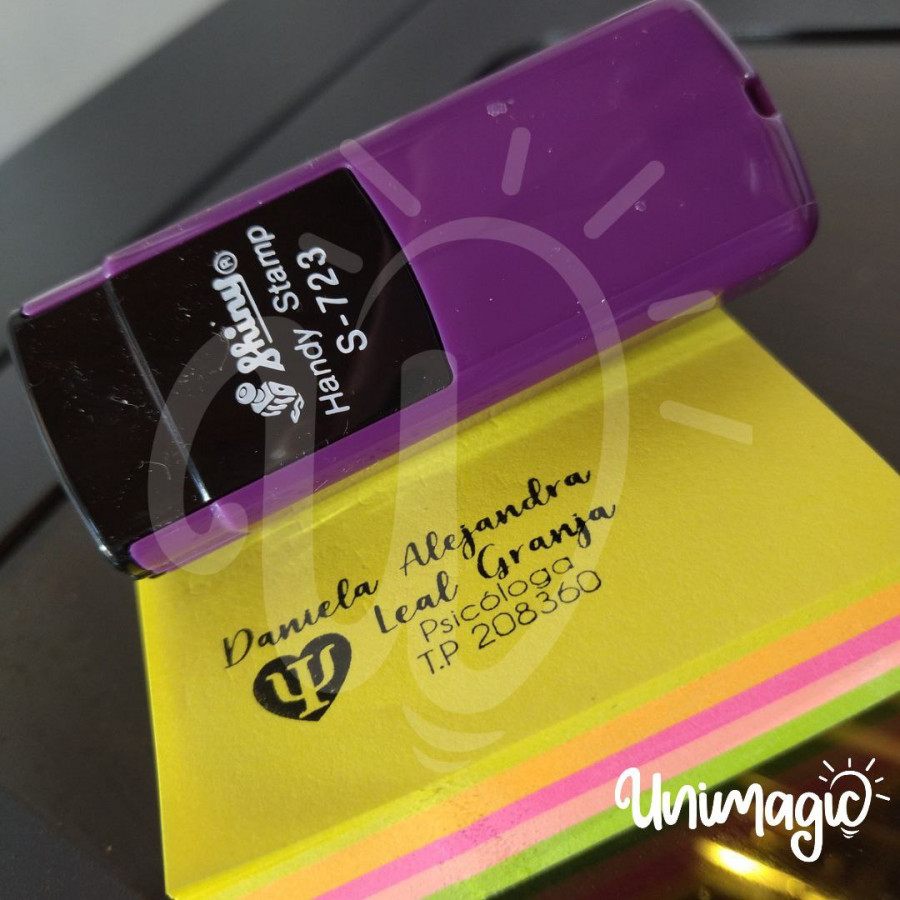 Shiny®
Handy Stamp
S-723
Daniela Alejandra
Leal Granja
Psicóloga
T.P 208360
Unimagic